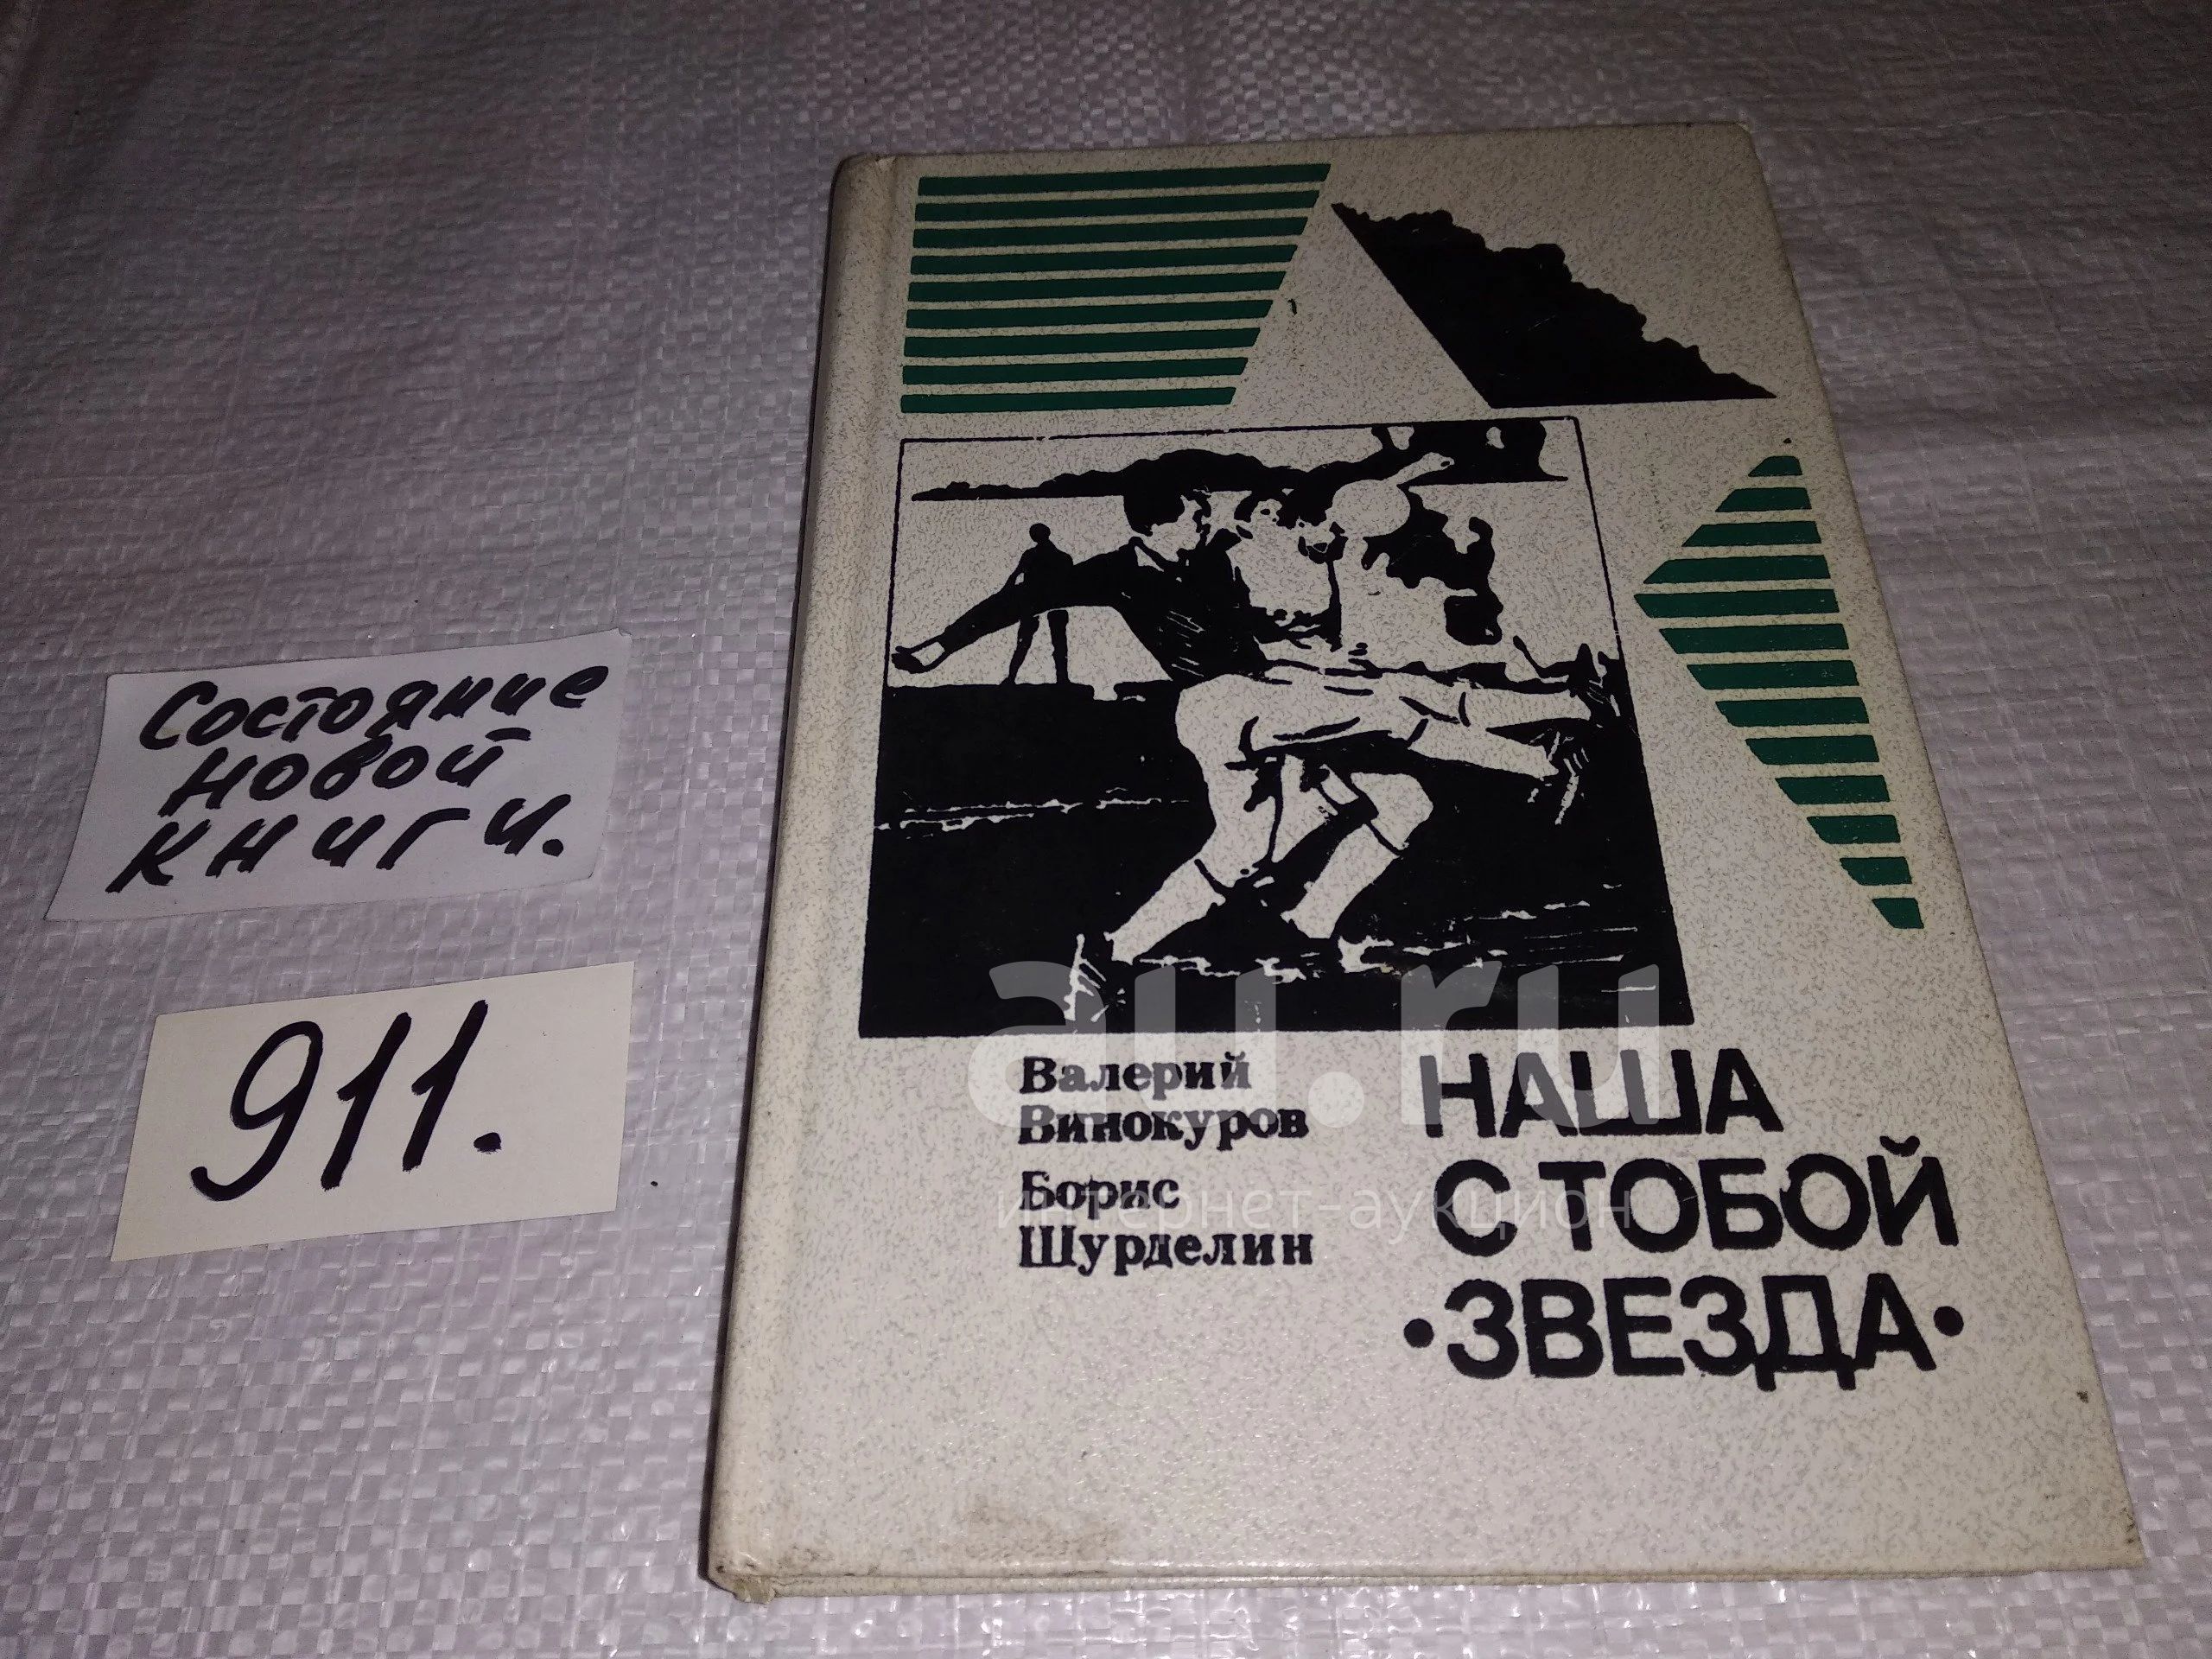 Состояние
новой
книги.
911.
Валерий
Винокуров
Борис
Шурделин
НАША
С ТОБОЙ
•ЗВЕЗДА•
au.ru
интернет-аукцион